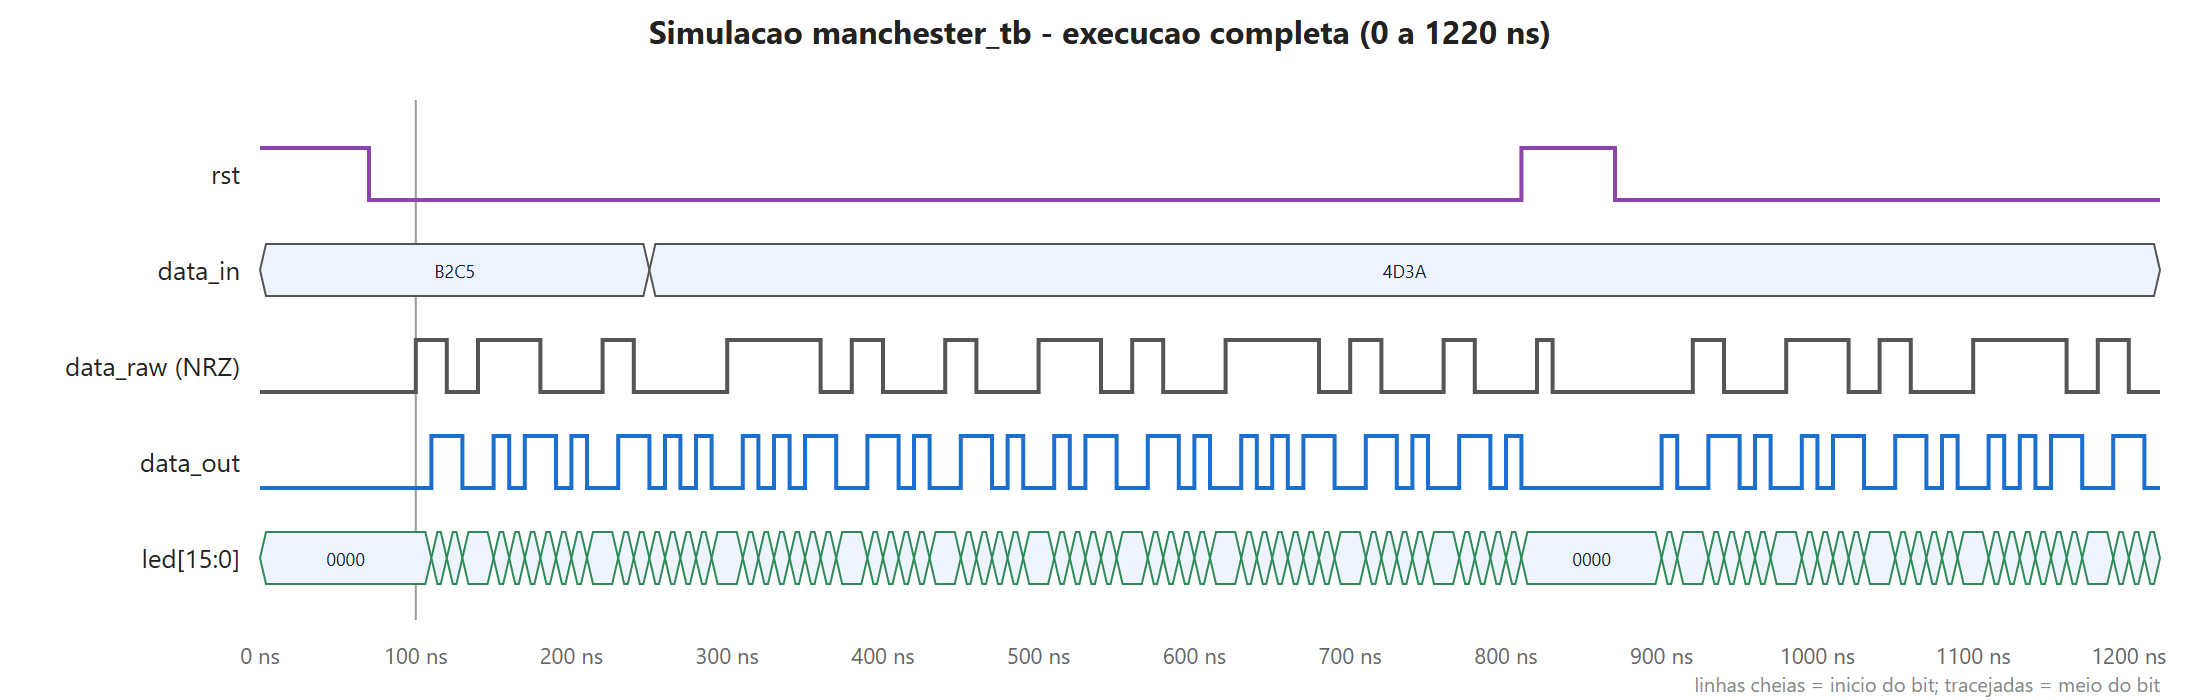 Simulacao manchester_tb - execucao completa (0 a 1220 ns)
rst
data_in B2C5 4D3A
data_raw (NRZ)
data_out
led[15:0] 0000 0000
0 ns 100 ns 200 ns 300 ns 400 ns 500 ns 600 ns 700 ns 800 ns 900 ns 1000 ns 1100 ns 1200 ns
linhas cheias = inicio do bit; tracejadas = meio do bit